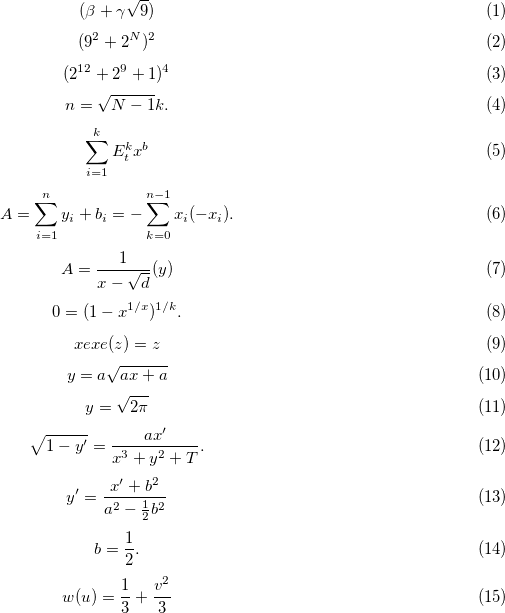 (β + γ√9) (1)
(9² + 2ᴺ)² (2)
(2¹² + 2⁹ + 1)⁴ (3)
n = √(N − 1)k. (4)
∑_{i=1}^{k} E_t^k x^b (5)
A = ∑_{i=1}^{n} y_i + b_i = − ∑_{k=0}^{n−1} x_i(−x_i). (6)
A = 1/(x − √d) (y) (7)
0 = (1 − x^{1/x})^{1/k}. (8)
xexe(z) = z (9)
y = a√(ax + a) (10)
y = √(2π) (11)
√(1 − y′) = ax′/(x³ + y² + T). (12)
y′ = (x′ + b²)/(a² − ½b²) (13)
b = 1/2. (14)
w(u) = 1/3 + v²/3 (15)